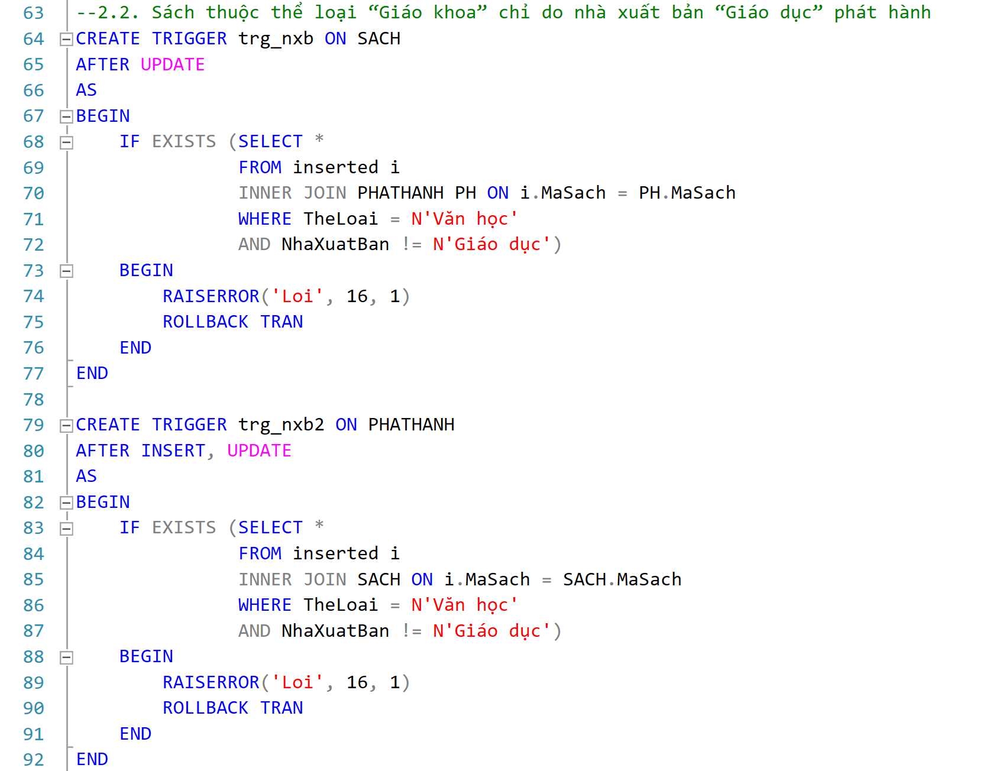 63 --2.2. Sách thuộc thể loại “Giáo khoa” chỉ do nhà xuất bản “Giáo dục” phát hành
64 CREATE TRIGGER trg_nxb ON SACH
65 AFTER UPDATE
66 AS
67 BEGIN
68     IF EXISTS (SELECT *
69                FROM inserted i
70                INNER JOIN PHATHANH PH ON i.MaSach = PH.MaSach
71                WHERE TheLoai = N'Văn học'
72                AND NhaXuatBan != N'Giáo dục')
73     BEGIN
74         RAISERROR('Loi', 16, 1)
75         ROLLBACK TRAN
76     END
77 END
78
79 CREATE TRIGGER trg_nxb2 ON PHATHANH
80 AFTER INSERT, UPDATE
81 AS
82 BEGIN
83     IF EXISTS (SELECT *
84                FROM inserted i
85                INNER JOIN SACH ON i.MaSach = SACH.MaSach
86                WHERE TheLoai = N'Văn học'
87                AND NhaXuatBan != N'Giáo dục')
88     BEGIN
89         RAISERROR('Loi', 16, 1)
90         ROLLBACK TRAN
91     END
92 END